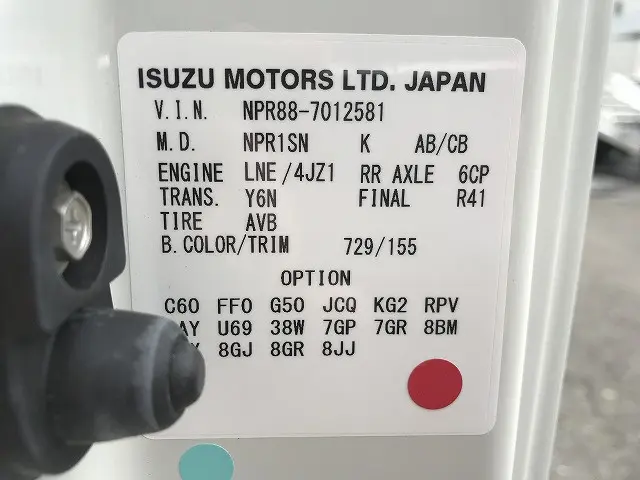 ISUZU MOTORS LTD. JAPAN
V.I.N. NPR88-7012581
M.D. NPR1SN K AB/CB
ENGINE LNE/4JZ1 RR AXLE 6CP
TRANS. Y6N FINAL R41
TIRE AVB
B.COLOR/TRIM 729/155
OPTION
C60 FF0 G50 JCQ KG2 RPV
U69 38W 7GP 7GR 8BM
8GJ 8GR 8JJ